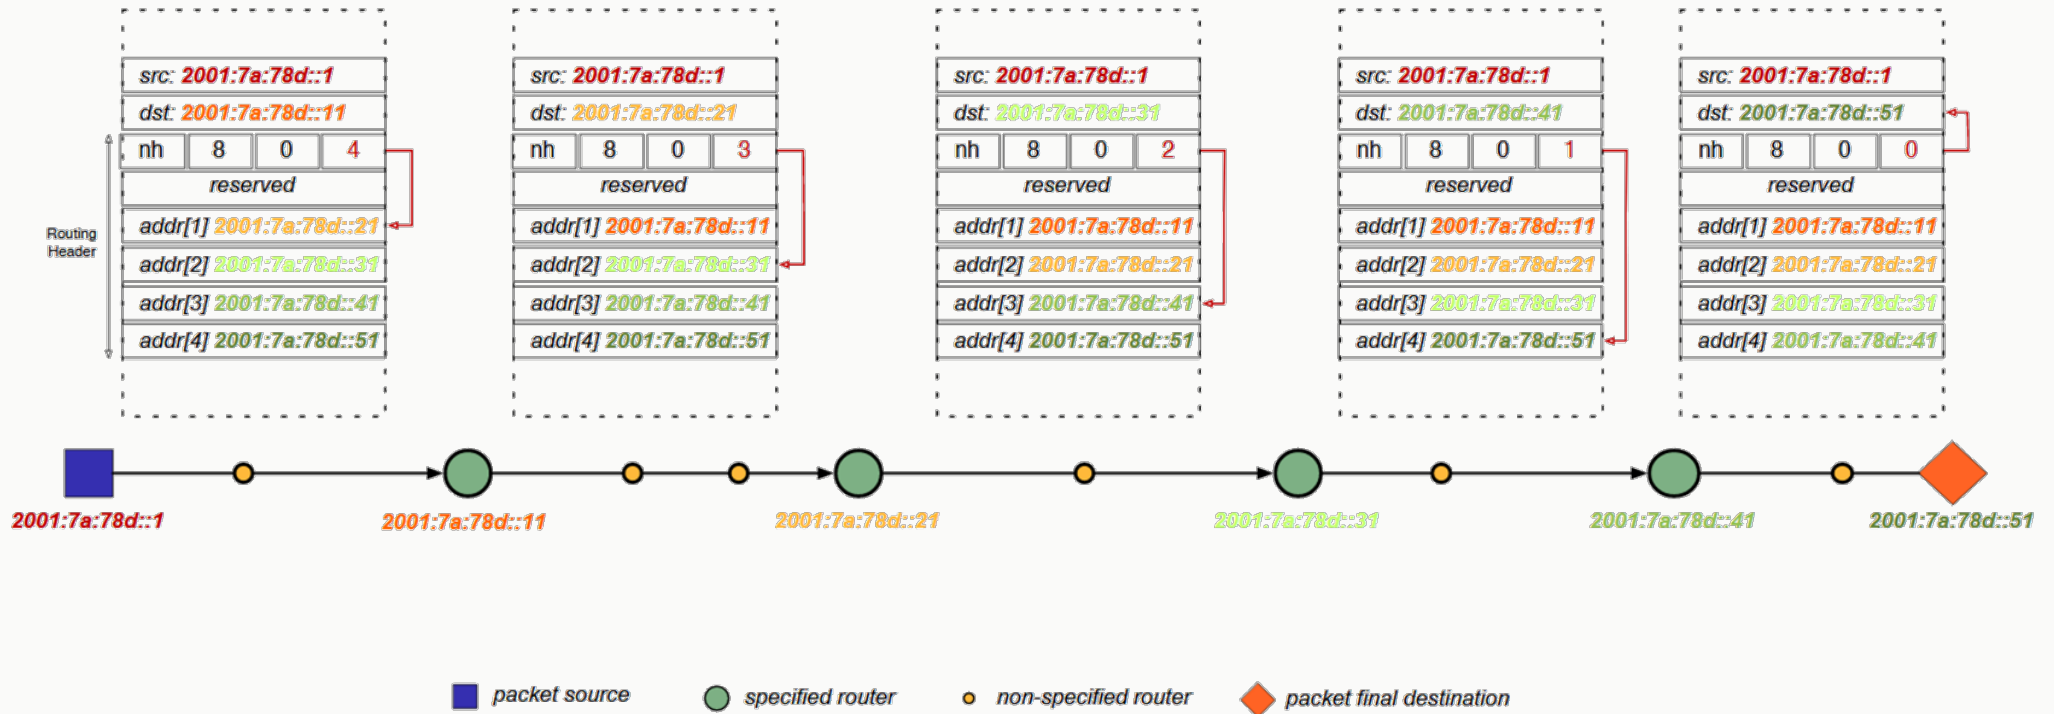 src: 2001:7a:78d::1
dst: 2001:7a:78d::11
nh 8 0 4
reserved
addr[1] 2001:7a:78d::21
addr[2] 2001:7a:78d::31
addr[3] 2001:7a:78d::41
addr[4] 2001:7a:78d::51
Routing
Header
src: 2001:7a:78d::1
dst: 2001:7a:78d::21
nh 8 0 3
reserved
addr[1] 2001:7a:78d::11
addr[2] 2001:7a:78d::31
addr[3] 2001:7a:78d::41
addr[4] 2001:7a:78d::51
src: 2001:7a:78d::1
dst: 2001:7a:78d::31
nh 8 0 2
reserved
addr[1] 2001:7a:78d::11
addr[2] 2001:7a:78d::21
addr[3] 2001:7a:78d::41
addr[4] 2001:7a:78d::51
src: 2001:7a:78d::1
dst: 2001:7a:78d::41
nh 8 0 1
reserved
addr[1] 2001:7a:78d::11
addr[2] 2001:7a:78d::21
addr[3] 2001:7a:78d::31
addr[4] 2001:7a:78d::51
src: 2001:7a:78d::1
dst: 2001:7a:78d::51
nh 8 0 0
reserved
addr[1] 2001:7a:78d::11
addr[2] 2001:7a:78d::21
addr[3] 2001:7a:78d::31
addr[4] 2001:7a:78d::41
2001:7a:78d::1
2001:7a:78d::11
2001:7a:78d::21
2001:7a:78d::31
2001:7a:78d::41
2001:7a:78d::51
packet source
specified router
non-specified router
packet final destination